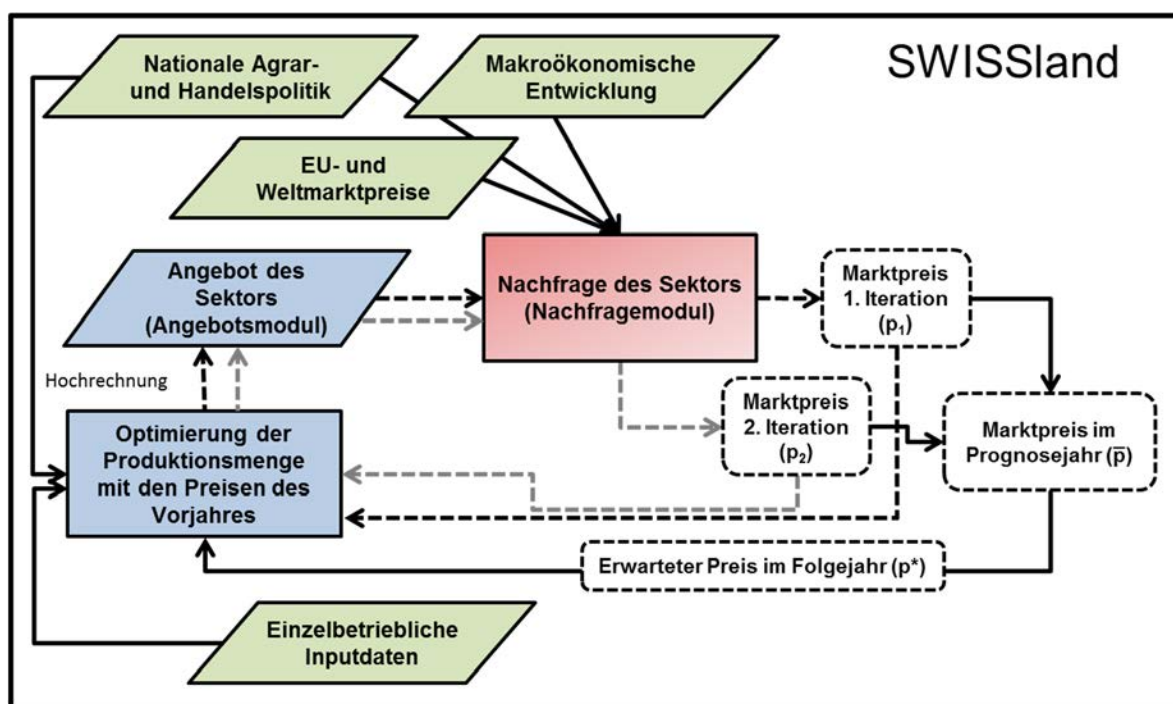 SWISSland
Nationale Agrar-
und Handelspolitik
Makroökonomische
Entwicklung
EU- und
Weltmarktpreise
Angebot des
Sektors
(Angebotsmodul)
Nachfrage des Sektors
(Nachfragemodul)
Marktpreis
1. Iteration
(p₁)
Hochrechnung
Marktpreis
2. Iteration
(p₂)
Marktpreis im
Prognosejahr (p̅)
Optimierung der
Produktionsmenge
mit den Preisen des
Vorjahres
Erwarteter Preis im Folgejahr (p*)
Einzelbetriebliche
Inputdaten